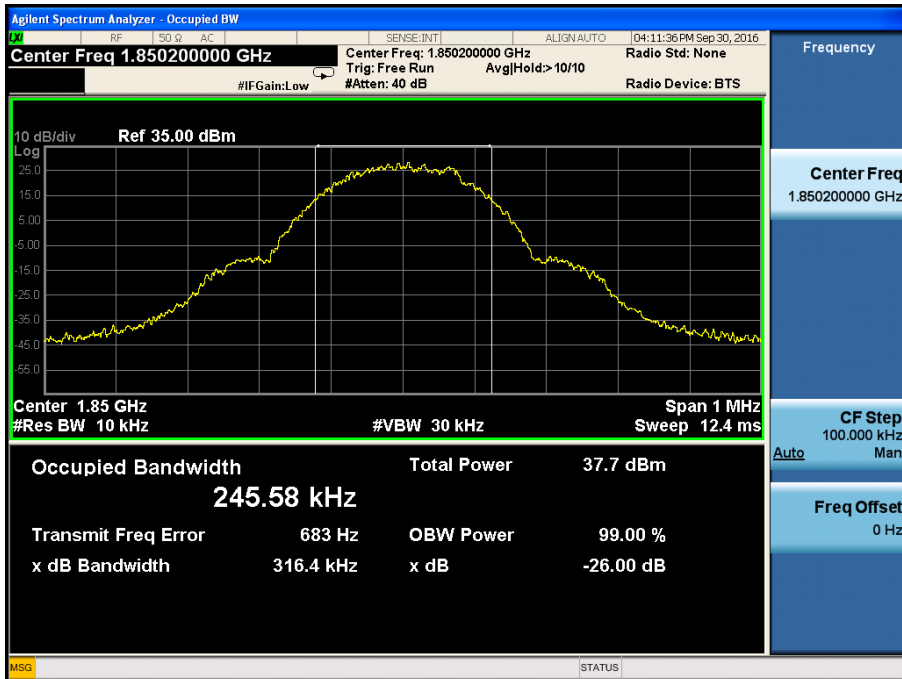 Agilent Spectrum Analyzer - Occupied BW
LXI RF 50 Ω AC SENSE:INT ALIGNAUTO 04:11:36 PM Sep 30, 2016
Center Freq 1.850200000 GHz
Center Freq: 1.850200000 GHz
Radio Std: None
Trig: Free Run Avg|Hold:>10/10
#IFGain:Low
#Atten: 40 dB
Radio Device: BTS
Frequency
10 dB/div Ref 35.00 dBm
Log
25.0
15.0
5.00
-5.00
-15.0
-25.0
-35.0
-45.0
-55.0
Center 1.85 GHz Span 1 MHz
#Res BW 10 kHz #VBW 30 kHz Sweep 12.4 ms
Occupied Bandwidth Total Power 37.7 dBm
245.58 kHz
Transmit Freq Error 683 Hz OBW Power 99.00 %
x dB Bandwidth 316.4 kHz x dB -26.00 dB
Center Freq
1.850200000 GHz
CF Step
100.000 kHz
Auto Man
Freq Offset
0 Hz
MSG STATUS